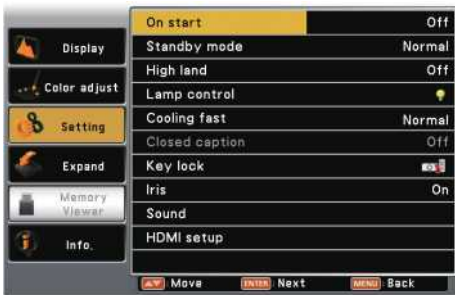 Display
Color adjust
Setting
Expand
Memory
Viewer
Info.
On start Off
Standby mode Normal
High land Off
Lamp control
Cooling fast Normal
Closed caption Off
Key lock
Iris On
Sound
HDMI setup
Move ENTER Next MENU Back